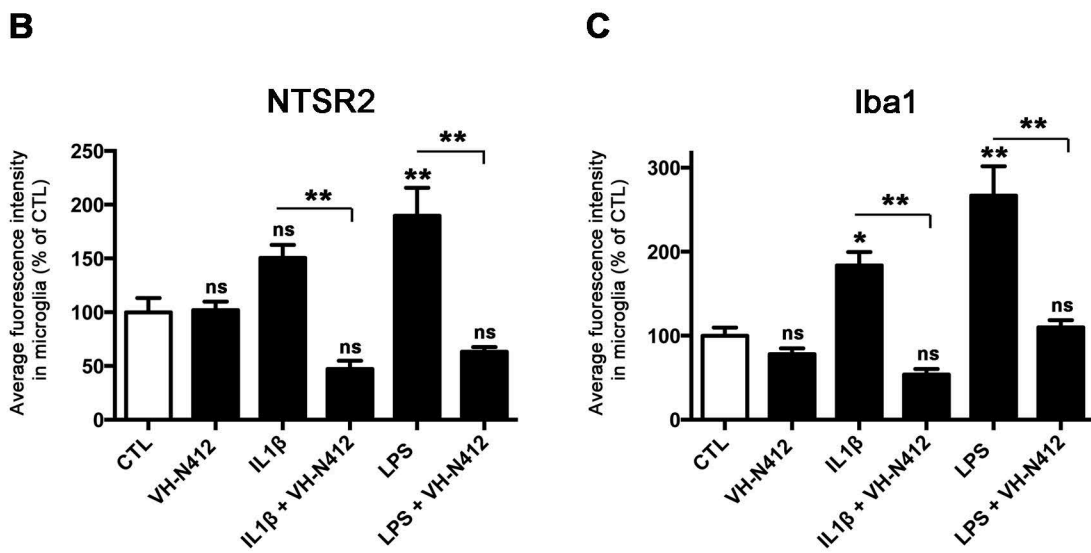 B
NTSR2
Average fuorescence intensity
in microglia (% of CTL)
250
200
150
100
50
0
ns
ns
**
ns
**
**
ns
CTL
VH-N412
IL1β
IL1β + VH-N412
LPS
LPS + VH-N412
C
Iba1
Average fluorescence intensity
in microglia (% of CTL)
300
200
100
0
ns
*
**
ns
**
**
ns
CTL
VH-N412
IL1β
IL1β + VH-N412
LPS
LPS + VH-N412